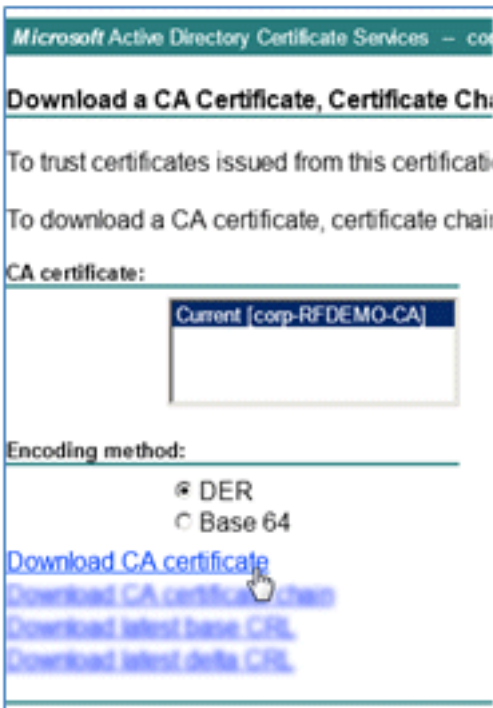 Microsoft Active Directory Certificate Services -- cor
Download a CA Certificate, Certificate Cha
To trust certificates issued from this certificati
To download a CA certificate, certificate chain
CA certificate:
Current [corp-RFDEMO-CA]
Encoding method:
DER
Base 64
Download CA certificate
Download CA certificate chain
Download latest base CRL
Download latest delta CRL